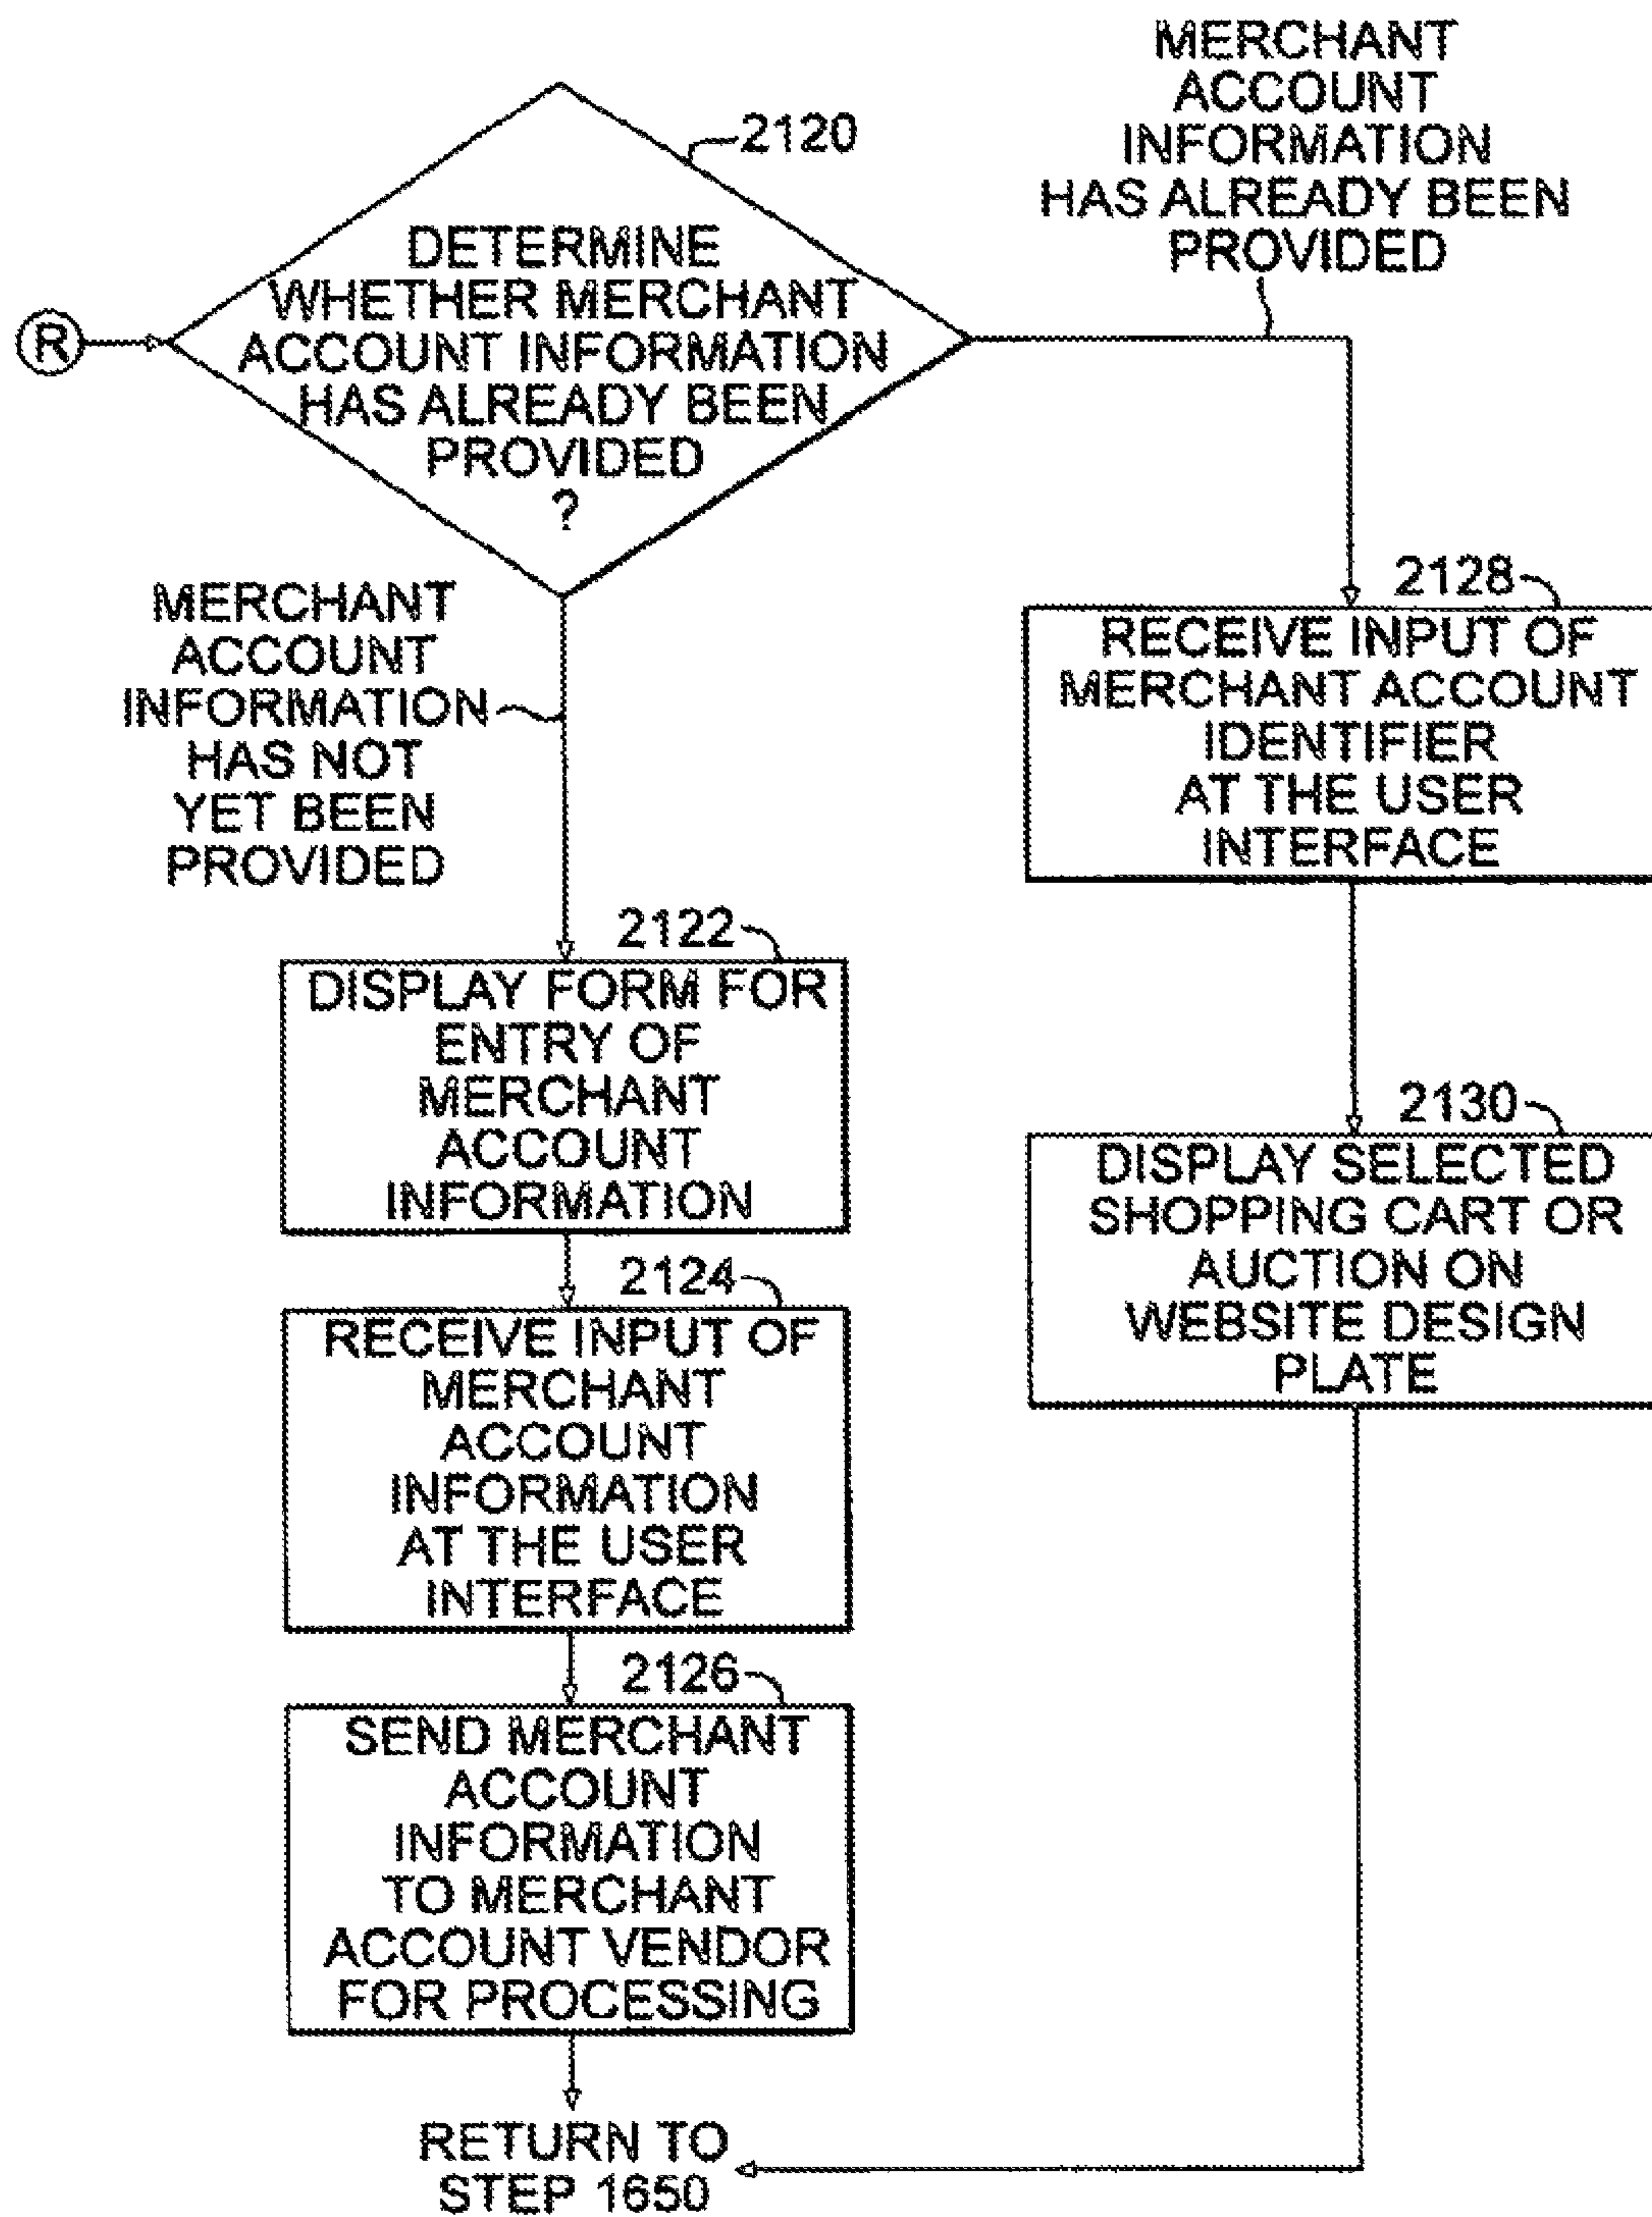 MERCHANT
ACCOUNT
INFORMATION
HAS ALREADY BEEN
PROVIDED
2120
DETERMINE
WHETHER MERCHANT
ACCOUNT INFORMATION
HAS ALREADY BEEN
PROVIDED
?
R
MERCHANT
ACCOUNT
INFORMATION
HAS NOT
YET BEEN
PROVIDED
2128
RECEIVE INPUT OF
MERCHANT ACCOUNT
IDENTIFIER
AT THE USER
INTERFACE
2122
DISPLAY FORM FOR
ENTRY OF
MERCHANT
ACCOUNT
INFORMATION
2130
DISPLAY SELECTED
SHOPPING CART OR
AUCTION ON
WEBSITE DESIGN
PLATE
2124
RECEIVE INPUT OF
MERCHANT
ACCOUNT
INFORMATION
AT THE USER
INTERFACE
2126
SEND MERCHANT
ACCOUNT
INFORMATION
TO MERCHANT
ACCOUNT VENDOR
FOR PROCESSING
RETURN TO
STEP 1650